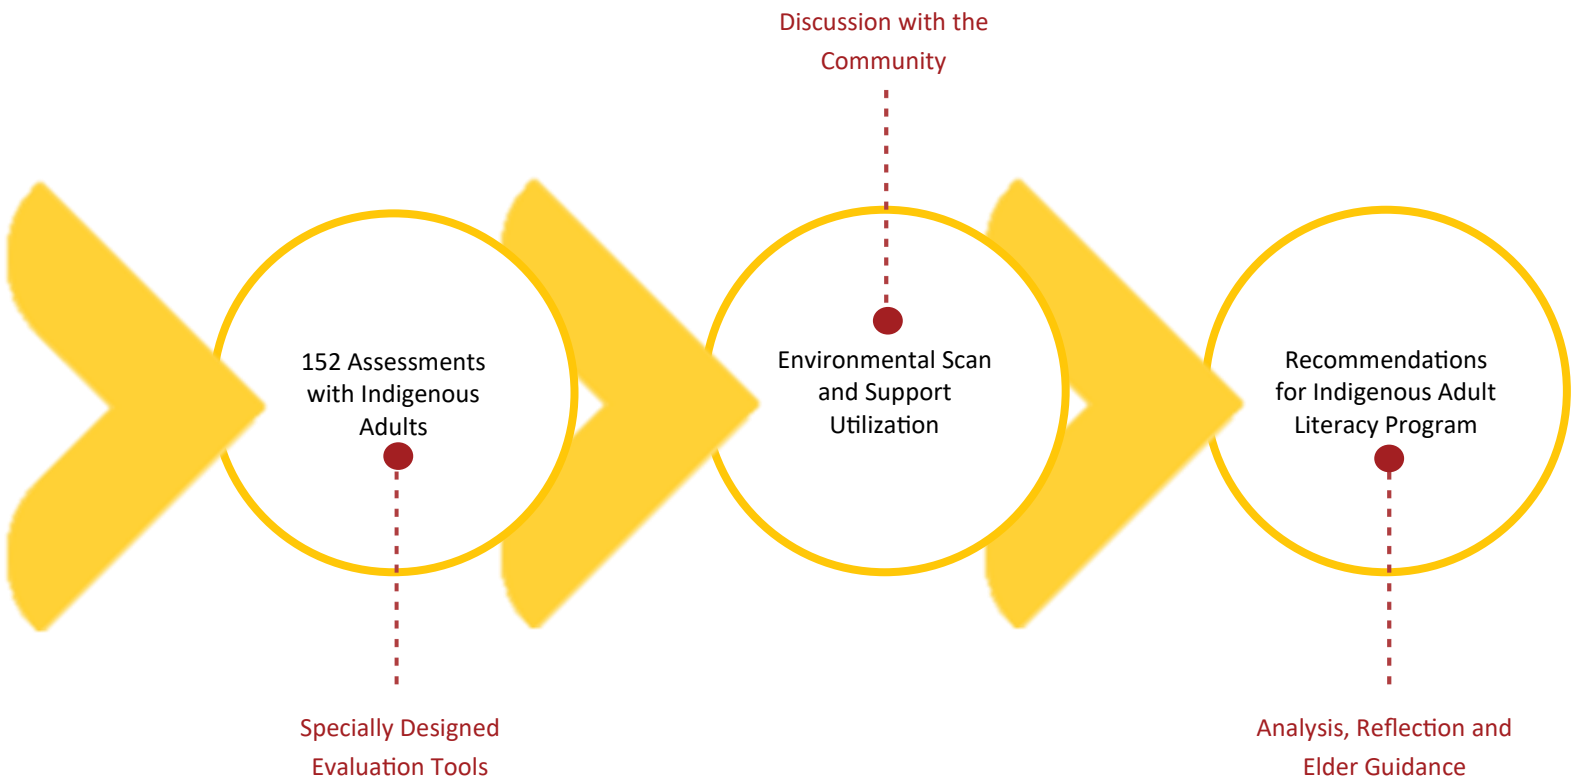 Discussion with the
Community
152 Assessments
with Indigenous
Adults
Environmental Scan
and Support
Utilization
Recommendations
for Indigenous Adult
Literacy Program
Specially Designed
Evaluation Tools
Analysis, Reflection and
Elder Guidance